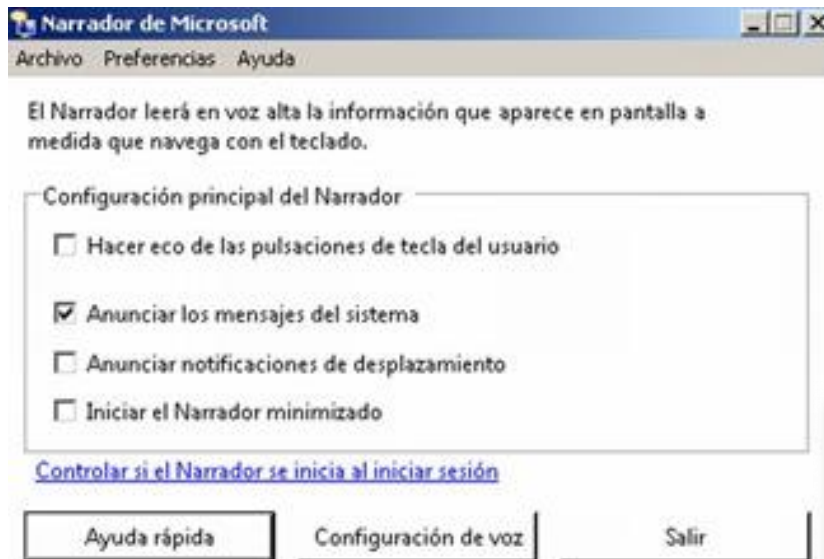 Narrador de Microsoft
Archivo Preferencias Ayuda
El Narrador leerá en voz alta la información que aparece en pantalla a
medida que navega con el teclado.
Configuración principal del Narrador
Hacer eco de las pulsaciones de tecla del usuario
Anunciar los mensajes del sistema
Anunciar notificaciones de desplazamiento
Iniciar el Narrador minimizado
Controlar si el Narrador se inicia al iniciar sesión
Ayuda rápida Configuración de voz Salir